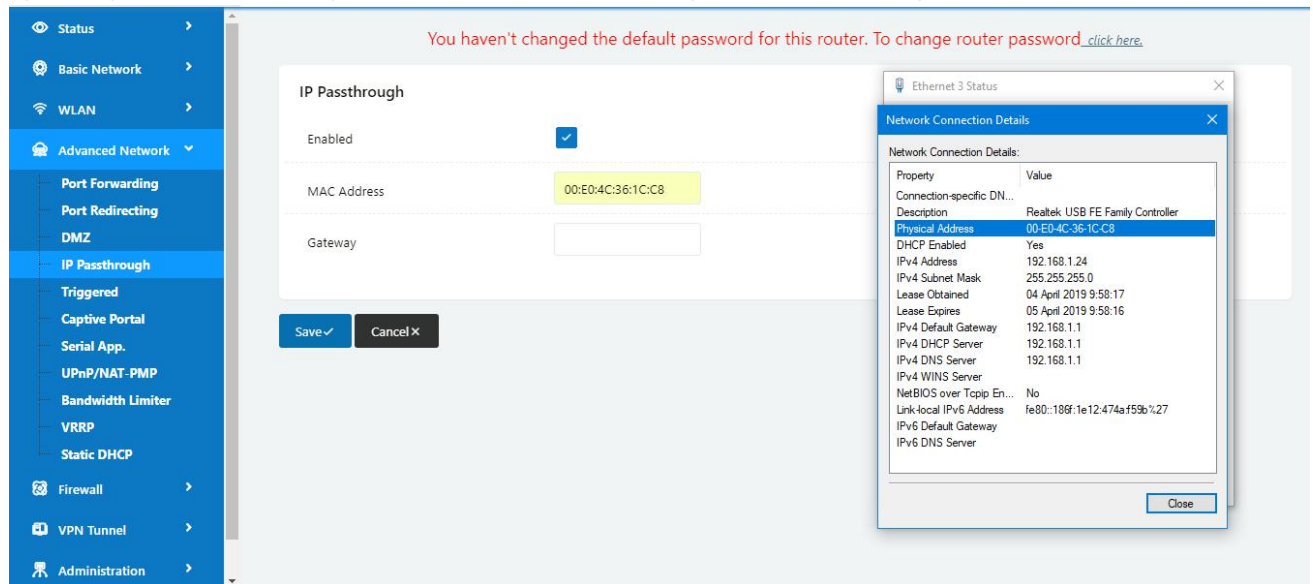 Status
Basic Network
WLAN
Advanced Network
Port Forwarding
Port Redirecting
DMZ
IP Passthrough
Triggered
Captive Portal
Serial App.
UPnP/NAT-PMP
Bandwidth Limiter
VRRP
Static DHCP
Firewall
VPN Tunnel
Administration
You haven't changed the default password for this router. To change router password click here.
IP Passthrough
Enabled
MAC Address 00:E0:4C:36:1C:C8
Gateway
Save Cancel
Ethernet 3 Status
Network Connection Details
Network Connection Details:
Property Value
Connection-specific DN...
Description Realtek USB FE Family Controller
Physical Address 00-E0-4C-36-1C-C8
DHCP Enabled Yes
IPv4 Address 192.168.1.24
IPv4 Subnet Mask 255.255.255.0
Lease Obtained 04 April 2019 9:58:17
Lease Expires 05 April 2019 9:58:16
IPv4 Default Gateway 192.168.1.1
IPv4 DHCP Server 192.168.1.1
IPv4 DNS Server 192.168.1.1
IPv4 WINS Server
NetBIOS over Tcpip En... No
Link-local IPv6 Address fe80::186f:1e12:474a:f59b%27
IPv6 Default Gateway
IPv6 DNS Server
Close